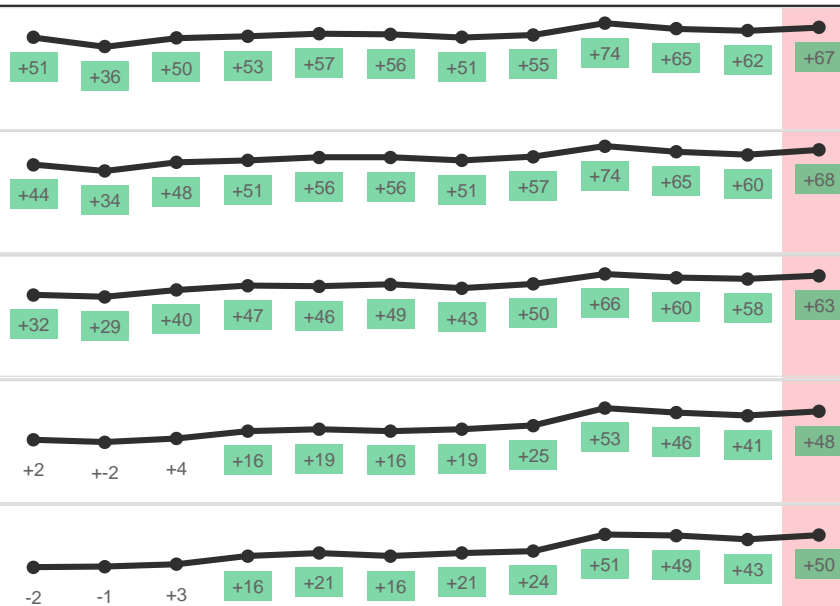 +51 +36 +50 +53 +57 +56 +51 +55 +74 +65 +62 +67
+44 +34 +48 +51 +56 +56 +51 +57 +74 +65 +60 +68
+32 +29 +40 +47 +46 +49 +43 +50 +66 +60 +58 +63
+2 +-2 +4 +16 +19 +16 +19 +25 +53 +46 +41 +48
-2 -1 +3 +16 +21 +16 +21 +24 +51 +49 +43 +50